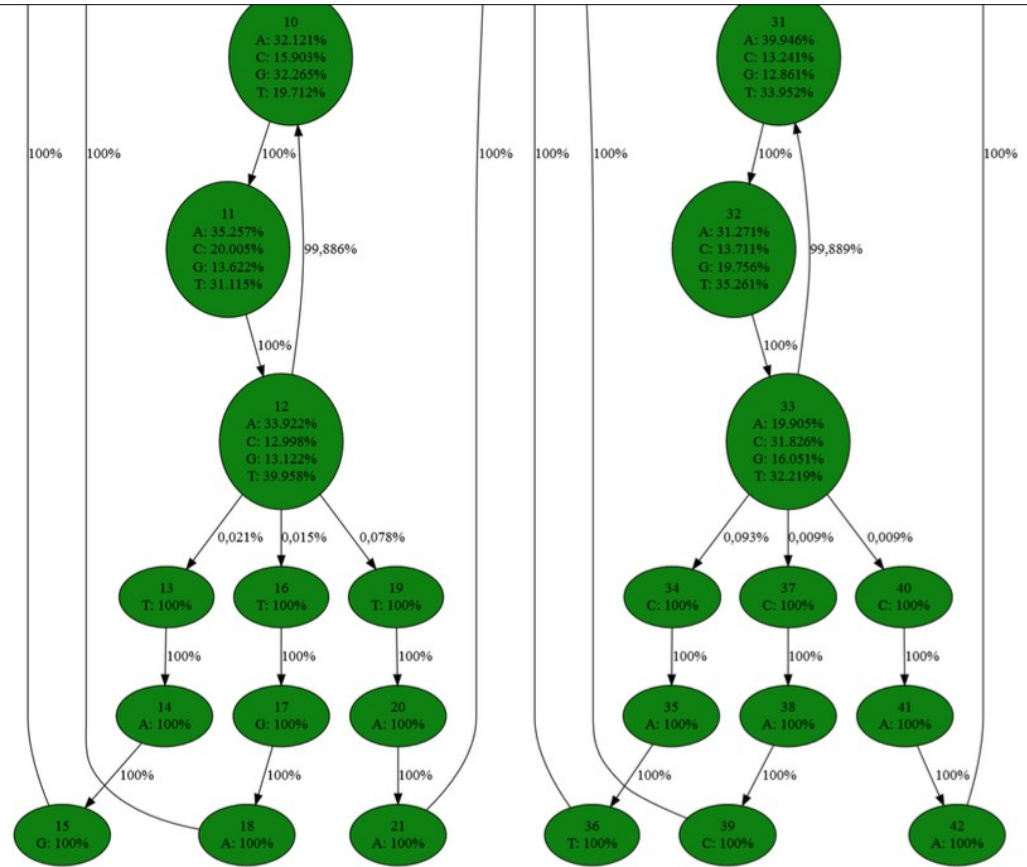 10
A: 32.121%
C: 15.903%
G: 32.265%
T: 19.712%
31
A: 39.946%
C: 13.241%
G: 12.861%
T: 33.952%
100%
100%
100%
100%
100%
100%
100%
100%
11
A: 35.257%
C: 20.005%
G: 13.622%
T: 31.115%
99,886%
32
A: 31.271%
C: 13.711%
G: 19.756%
T: 35.261%
99,889%
100%
100%
12
A: 33.922%
C: 12.998%
G: 13.122%
T: 39.958%
33
A: 19.905%
C: 31.826%
G: 16.051%
T: 32.219%
0,021%
0,015%
0,078%
0,093%
0,009%
0,009%
13
T: 100%
16
T: 100%
19
T: 100%
34
C: 100%
37
C: 100%
40
C: 100%
100%
100%
100%
100%
100%
100%
14
A: 100%
17
G: 100%
20
A: 100%
35
A: 100%
38
A: 100%
41
A: 100%
100%
100%
100%
100%
100%
100%
15
G: 100%
18
A: 100%
21
A: 100%
36
T: 100%
39
C: 100%
42
A: 100%